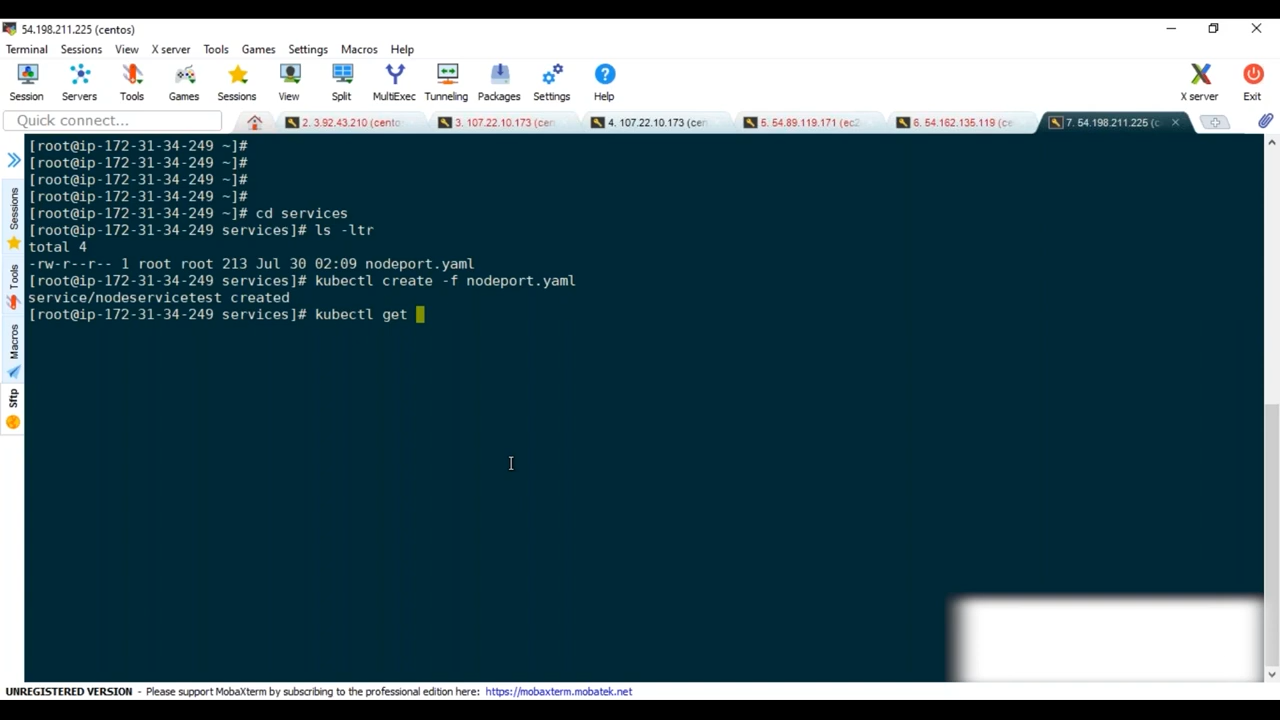 54.198.211.225 (centos)
Terminal Sessions View X server Tools Games Settings Macros Help
Session Servers Tools Games Sessions View Split MultiExec Tunneling Packages Settings Help X server Exit
Quick connect... 2. 3.92.43.210 (cento 3. 107.22.10.173 (cen 4. 107.22.10.173 (cen 5. 54.89.119.171 (ec2 6. 54.162.135.119 (ce 7. 54.198.211.225 (c
[root@ip-172-31-34-249 ~]#
[root@ip-172-31-34-249 ~]#
[root@ip-172-31-34-249 ~]#
[root@ip-172-31-34-249 ~]#
[root@ip-172-31-34-249 ~]# cd services
[root@ip-172-31-34-249 services]# ls -ltr
total 4
-rw-r--r-- 1 root root 213 Jul 30 02:09 nodeport.yaml
[root@ip-172-31-34-249 services]# kubectl create -f nodeport.yaml
service/nodeservicetest created
[root@ip-172-31-34-249 services]# kubectl get
Sessions
Tools
Macros
Sftp
UNREGISTERED VERSION - Please support MobaXterm by subscribing to the professional edition here: https://mobaxterm.mobatek.net